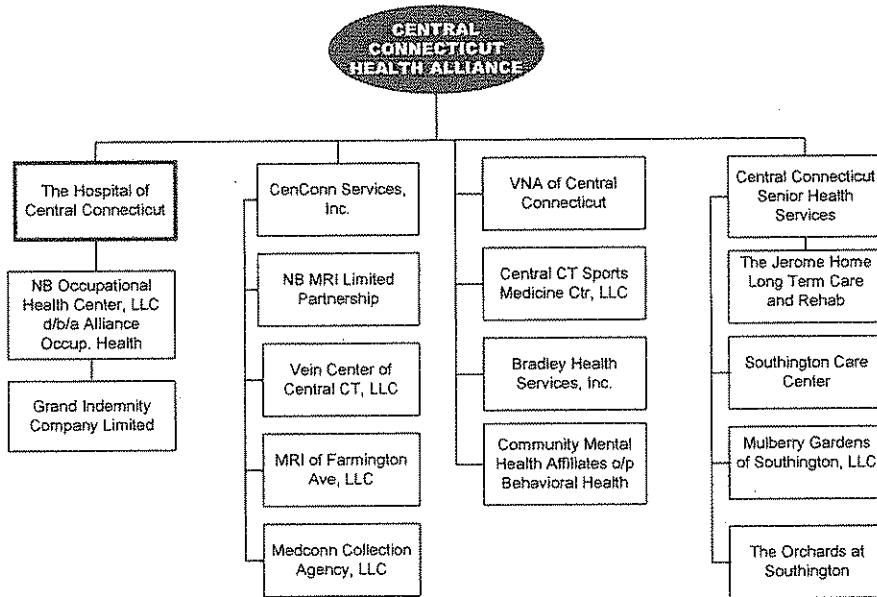 CENTRAL
CONNECTICUT
HEALTH ALLIANCE
The Hospital of
Central Connecticut
NB Occupational
Health Center, LLC
d/b/a Alliance
Occup. Health
Grand Indemnity
Company Limited
CenConn Services,
Inc.
NB MRI Limited
Partnership
Vein Center of
Central CT, LLC
MRI of Farmington
Ave, LLC
Medconn Collection
Agency, LLC
VNA of Central
Connecticut
Central CT Sports
Medicine Ctr, LLC
Bradley Health
Services, Inc.
Community Mental
Health Affiliates o/p
Behavioral Health
Central Connecticut
Senior Health
Services
The Jerome Home
Long Term Care
and Rehab
Southington Care
Center
Mulberry Gardens
of Southington, LLC
The Orchards at
Southington